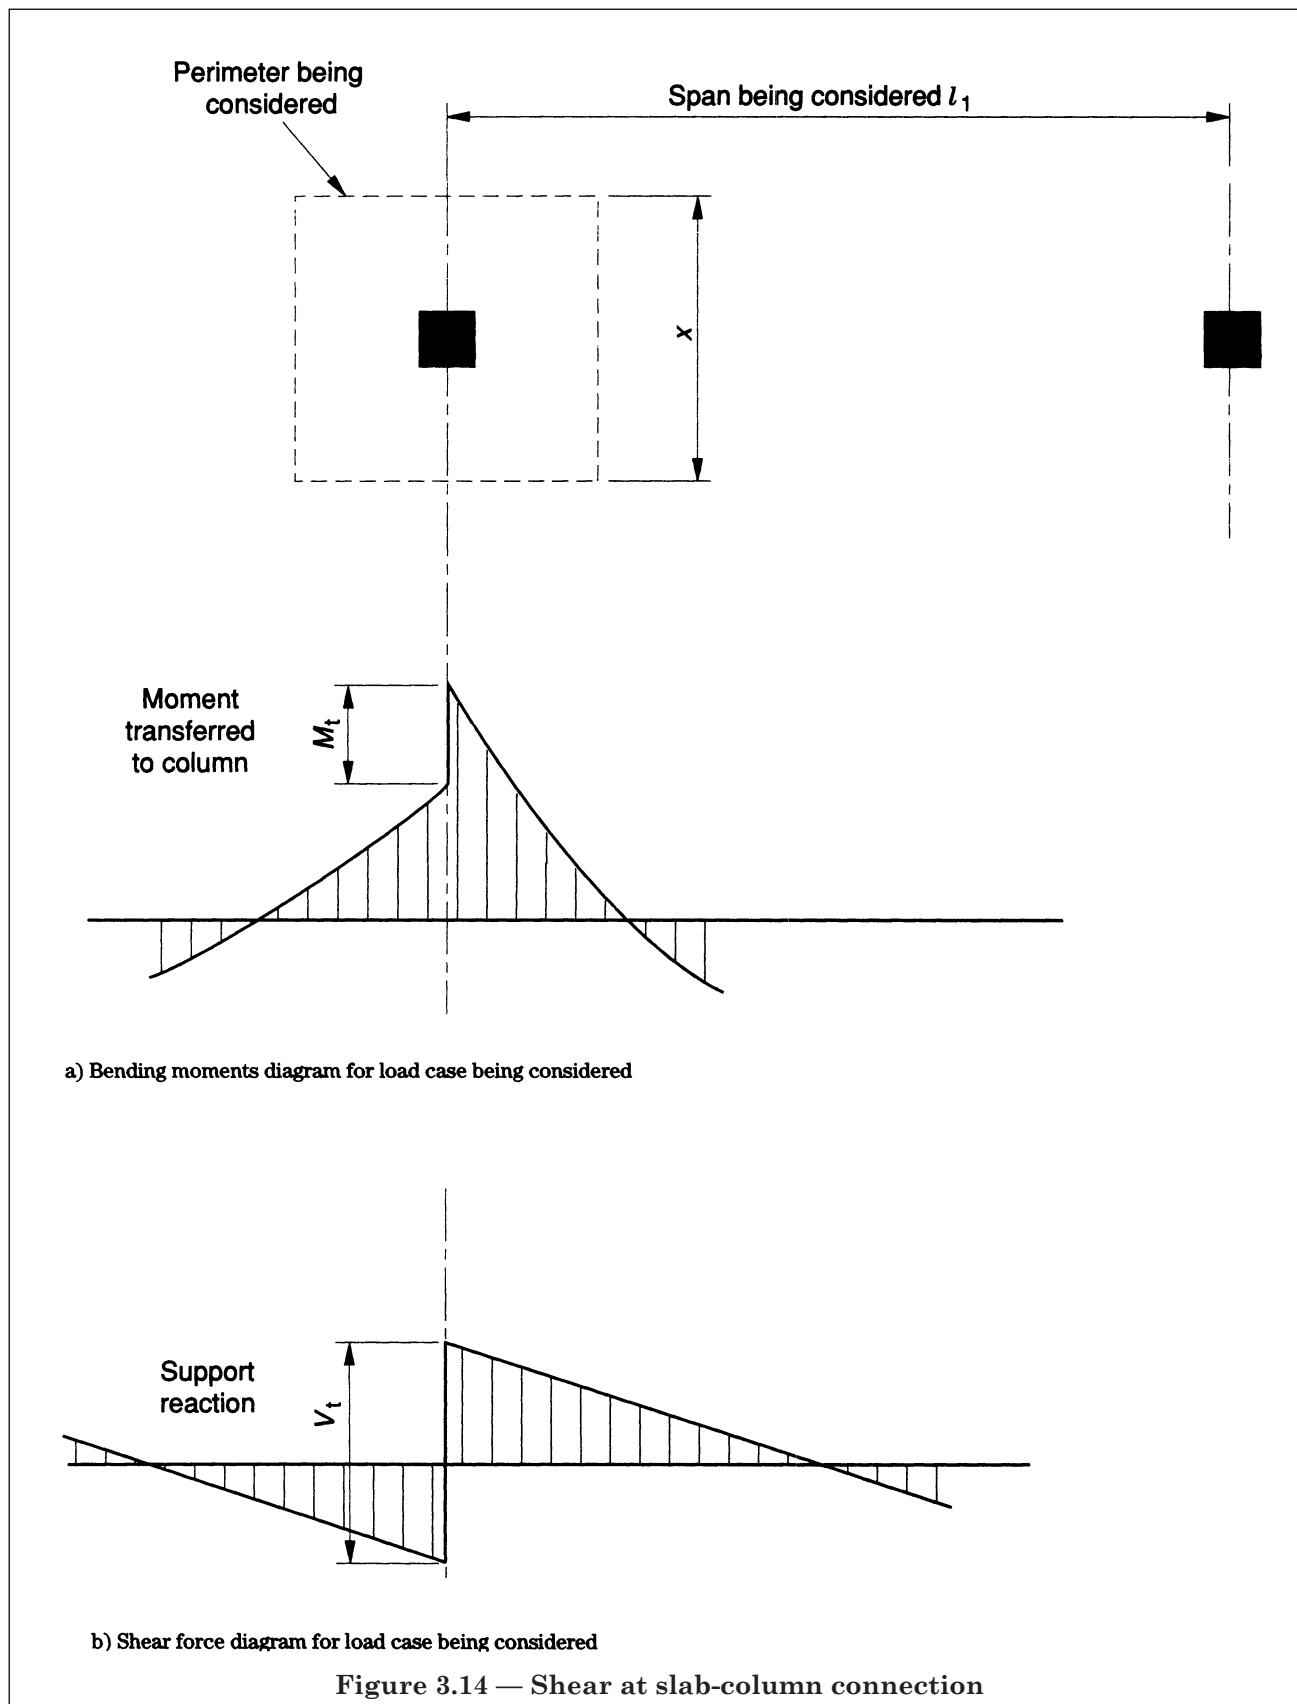 Perimeter being
considered
Span being considered l₁
x
Moment
transferred
to column
Mₜ
a) Bending moments diagram for load case being considered
Support
reaction
Vₜ
b) Shear force diagram for load case being considered
Figure 3.14 — Shear at slab-column connection